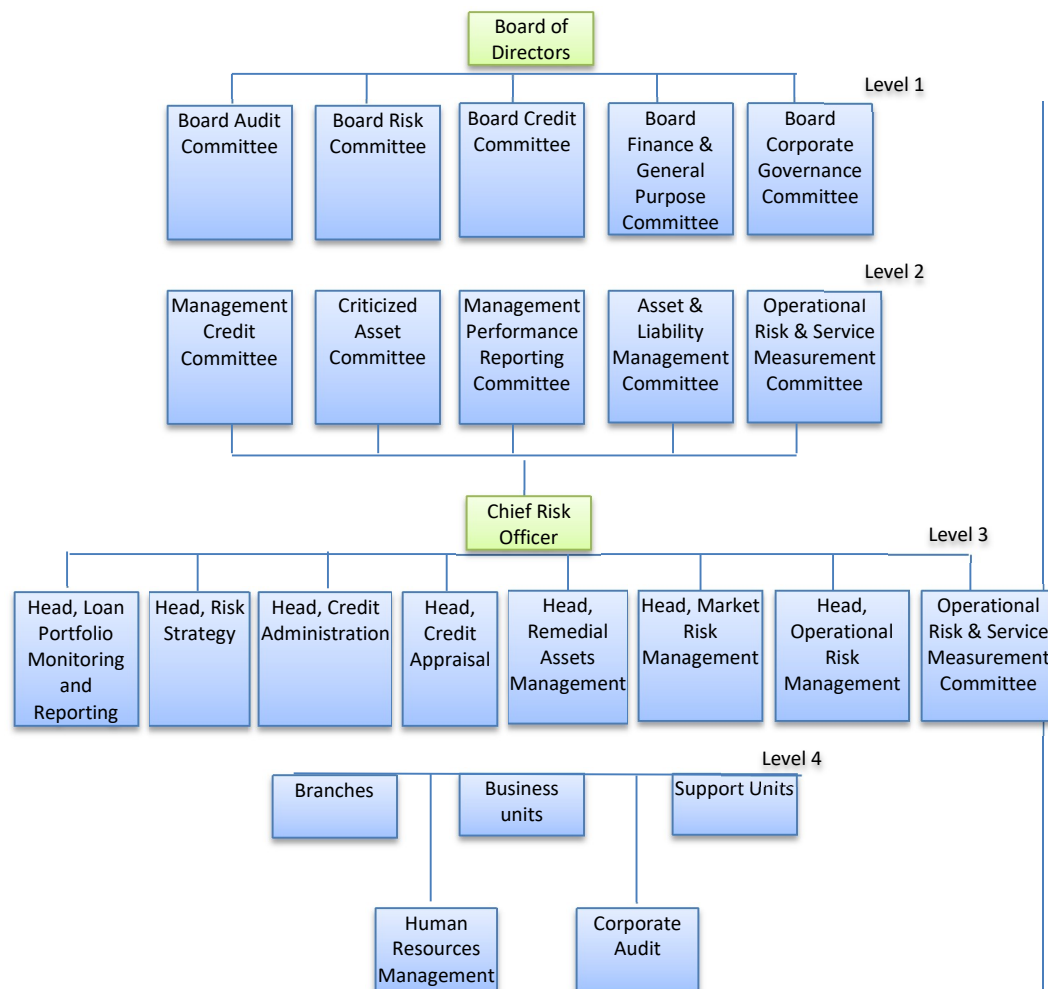 Board of
Directors
Level 1
Board Audit
Committee
Board Risk
Committee
Board Credit
Committee
Board
Finance &
General
Purpose
Committee
Board
Corporate
Governance
Committee
Level 2
Management
Credit
Committee
Criticized
Asset
Committee
Management
Performance
Reporting
Committee
Asset &
Liability
Management
Committee
Operational
Risk & Service
Measurement
Committee
Chief Risk
Officer
Level 3
Head, Loan
Portfolio
Monitoring
and
Reporting
Head, Risk
Strategy
Head, Credit
Administration
Head,
Credit
Appraisal
Head,
Remedial
Assets
Management
Head, Market
Risk
Management
Head,
Operational
Risk
Management
Operational
Risk & Service
Measurement
Committee
Level 4
Branches
Business
units
Support Units
Human
Resources
Management
Corporate
Audit